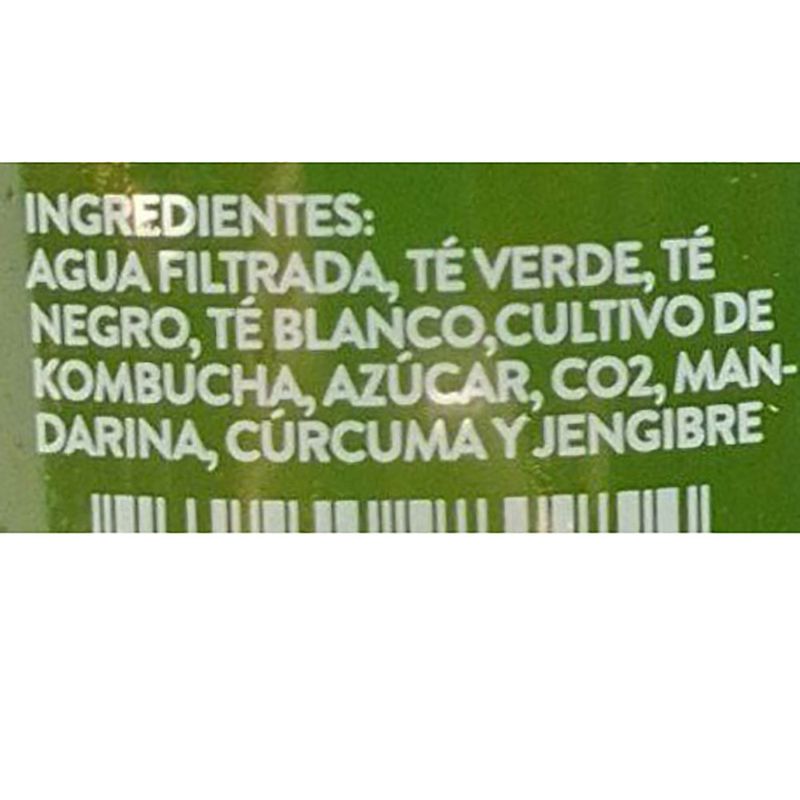 INGREDIENTES:
AGUA FILTRADA, TÉ VERDE, TÉ
NEGRO, TÉ BLANCO,CULTIVO DE
KOMBUCHA, AZÚCAR, CO2, MAN-
DARINA, CÚRCUMA Y JENGIBRE